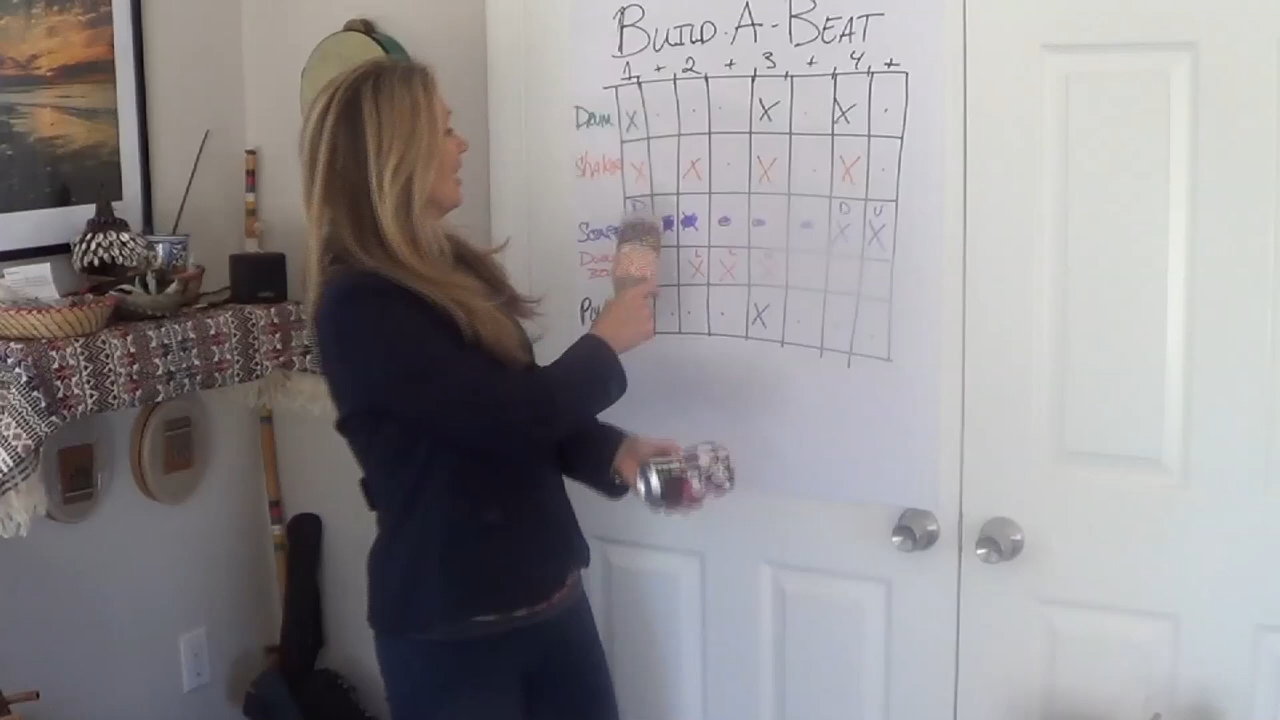 BUILD-A-BEAT
1 + 2 + 3 + 4 +
Drum X . . . X . X .
Shaker X X . X . X .
D D U
X X
L L
X X X
. . . X . .